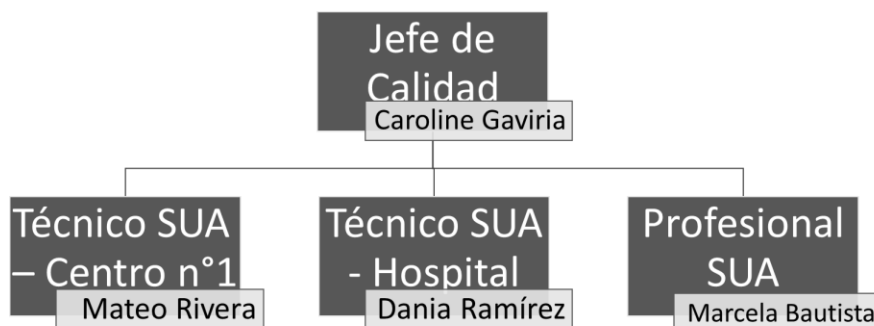 Jefe de
Calidad
Caroline Gaviria
Técnico SUA
– Centro n°1
Mateo Rivera
Técnico SUA
- Hospital
Dania Ramírez
Profesional
SUA
Marcela Bautista